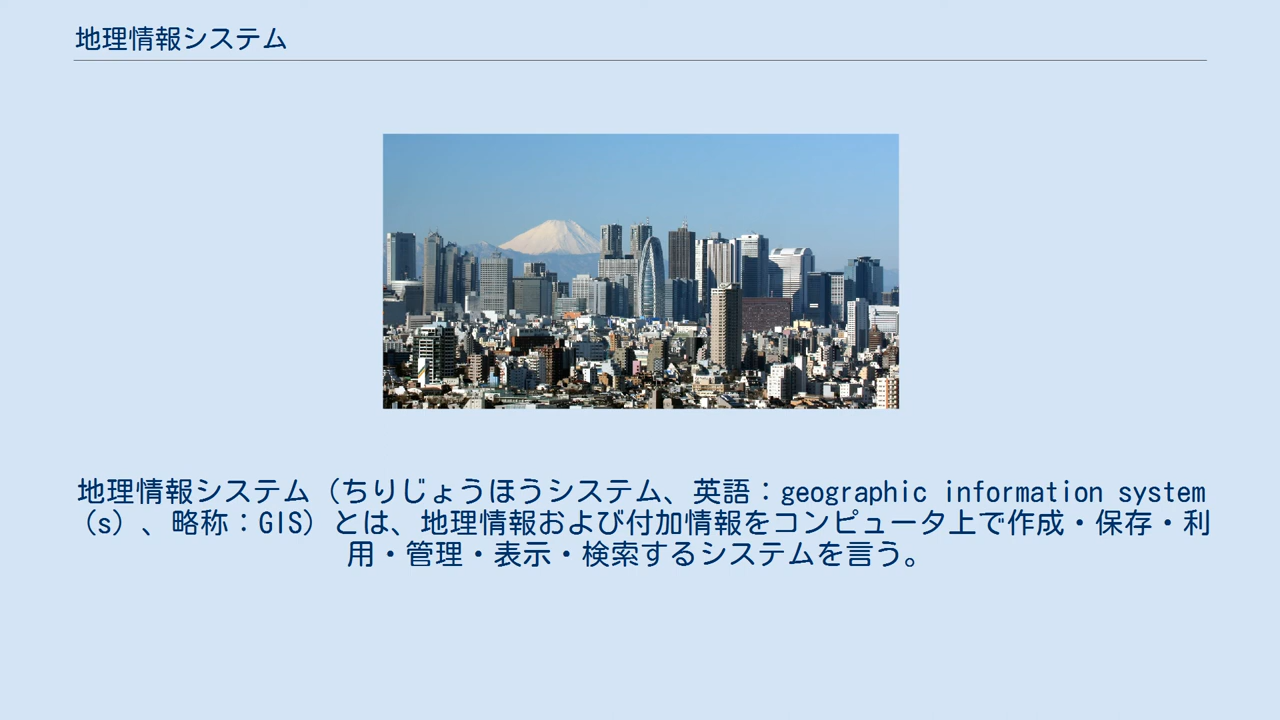 地理情報システム
地理情報システム（ちりじょうほうシステム、英語：geographic information system
（s）、略称：GIS）とは、地理情報および付加情報をコンピュータ上で作成・保存・利
用・管理・表示・検索するシステムを言う。